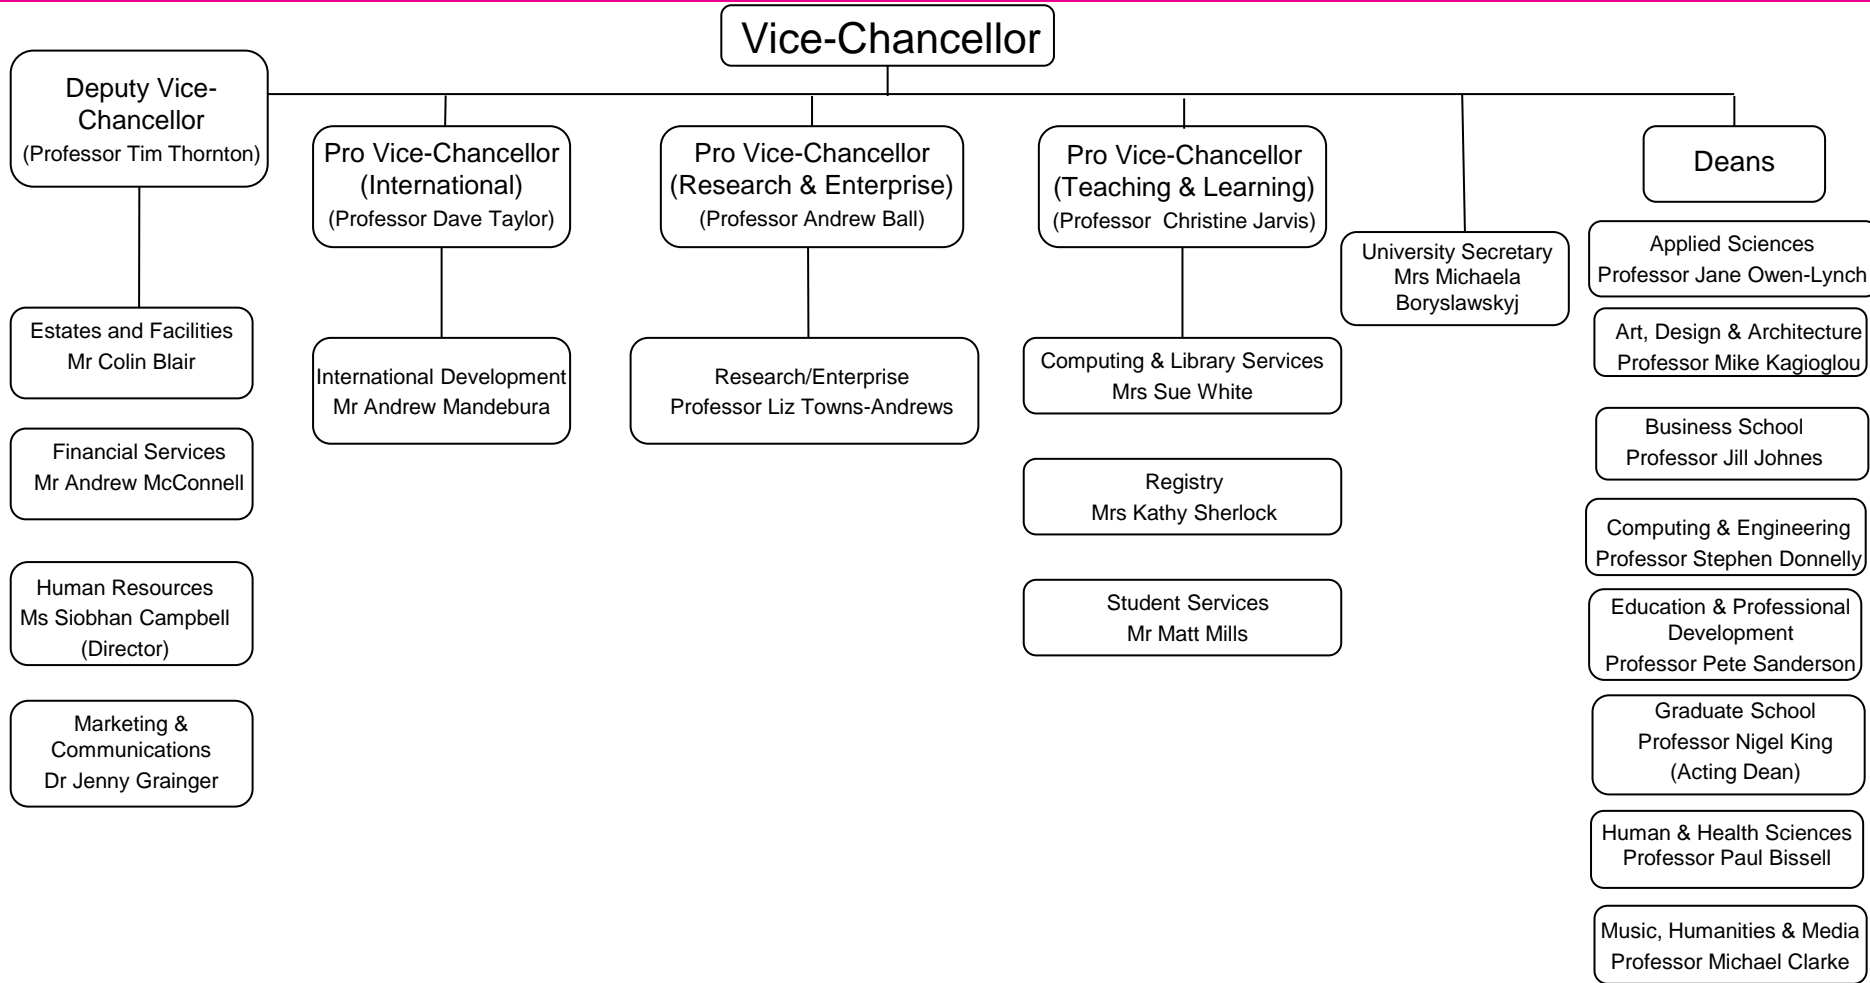 Vice-Chancellor
Deputy Vice-
Chancellor
(Professor Tim Thornton)
Pro Vice-Chancellor
(International)
(Professor Dave Taylor)
Pro Vice-Chancellor
(Research & Enterprise)
(Professor Andrew Ball)
Pro Vice-Chancellor
(Teaching & Learning)
(Professor Christine Jarvis)
University Secretary
Mrs Michaela
Boryslawskyj
Deans
Estates and Facilities
Mr Colin Blair
Financial Services
Mr Andrew McConnell
Human Resources
Ms Siobhan Campbell
(Director)
Marketing &
Communications
Dr Jenny Grainger
International Development
Mr Andrew Mandebura
Research/Enterprise
Professor Liz Towns-Andrews
Computing & Library Services
Mrs Sue White
Registry
Mrs Kathy Sherlock
Student Services
Mr Matt Mills
Applied Sciences
Professor Jane Owen-Lynch
Art, Design & Architecture
Professor Mike Kagioglou
Business School
Professor Jill Johnes
Computing & Engineering
Professor Stephen Donnelly
Education & Professional
Development
Professor Pete Sanderson
Graduate School
Professor Nigel King
(Acting Dean)
Human & Health Sciences
Professor Paul Bissell
Music, Humanities & Media
Professor Michael Clarke